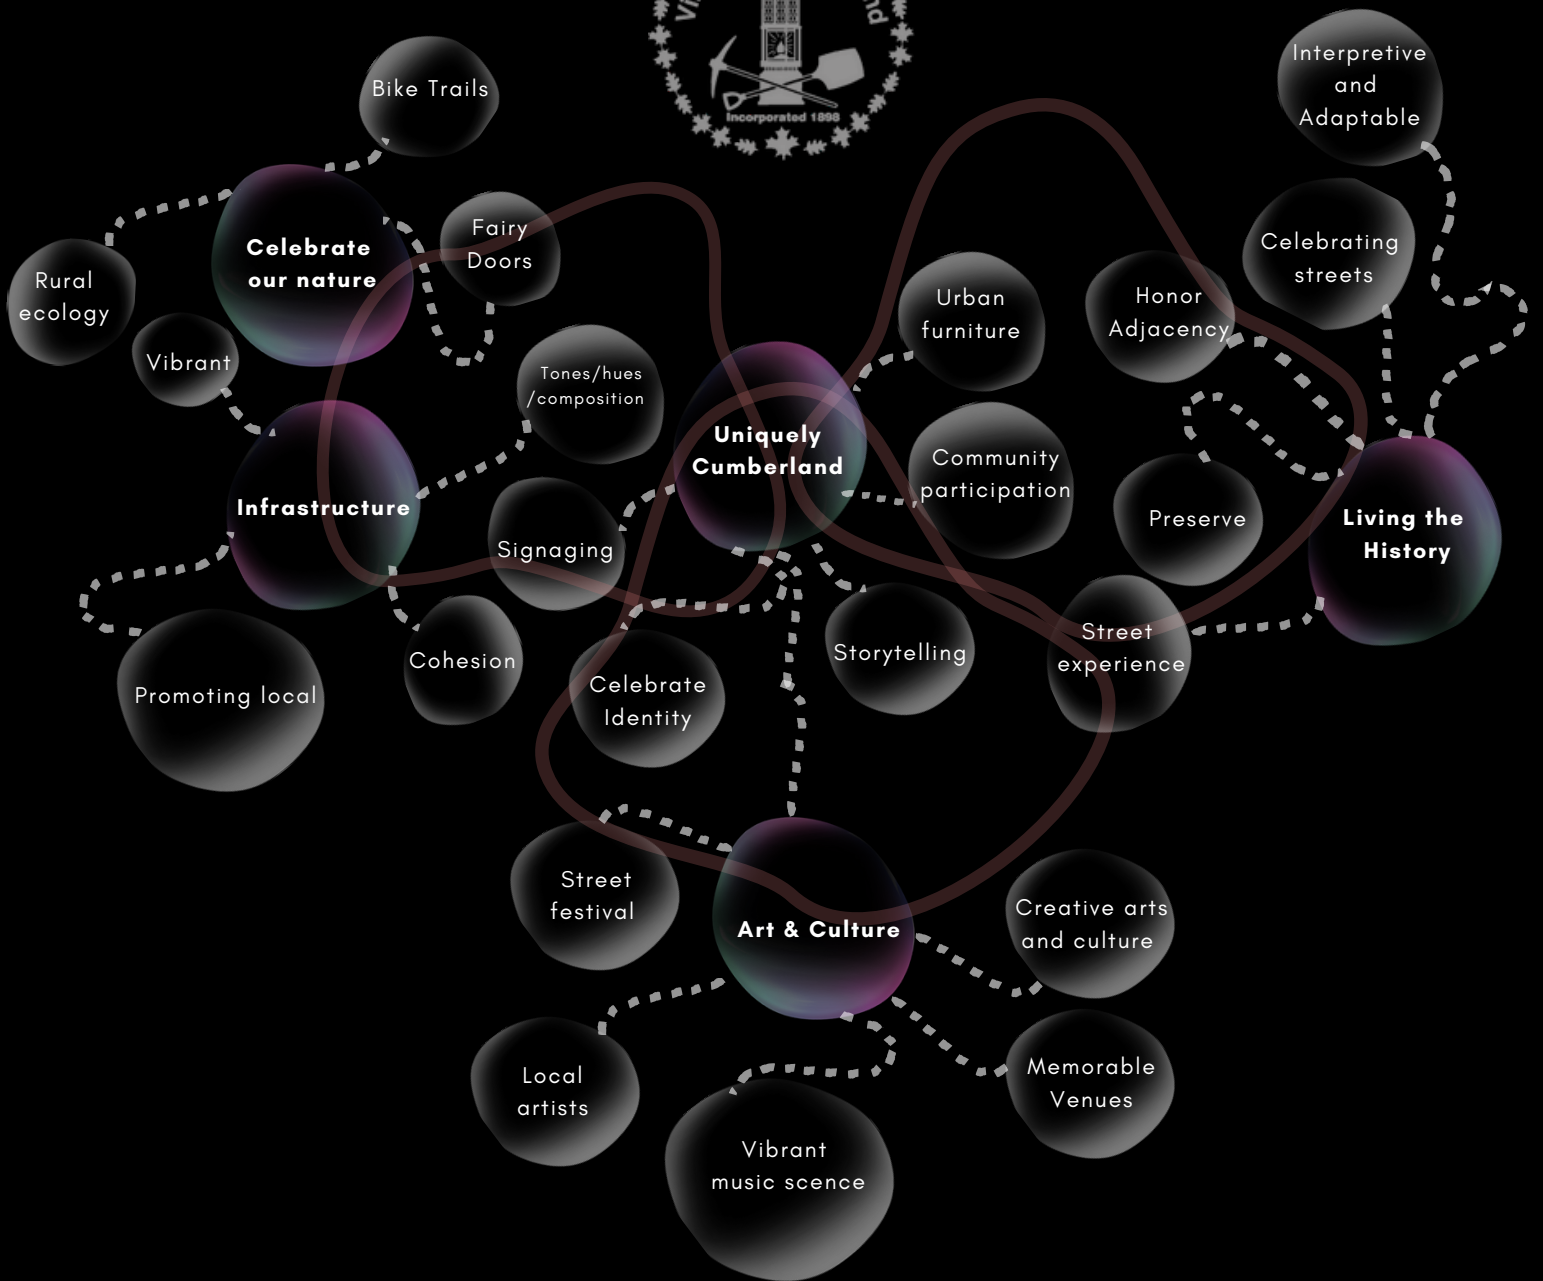 Incorporated 1898
Bike Trails
Interpretive
and
Adaptable
Celebrate
our nature
Fairy
Doors
Rural
ecology
Vibrant
Celebrating
streets
Honor
Adjacency
Urban
furniture
Tones/hues
/composition
Uniquely
Cumberland
Community
participation
Infrastructure
Signaging
Preserve
Living the
History
Street
experience
Promoting local
Cohesion
Celebrate
Identity
Storytelling
Street
festival
Art & Culture
Creative arts
and culture
Local
artists
Memorable
Venues
Vibrant
music scence